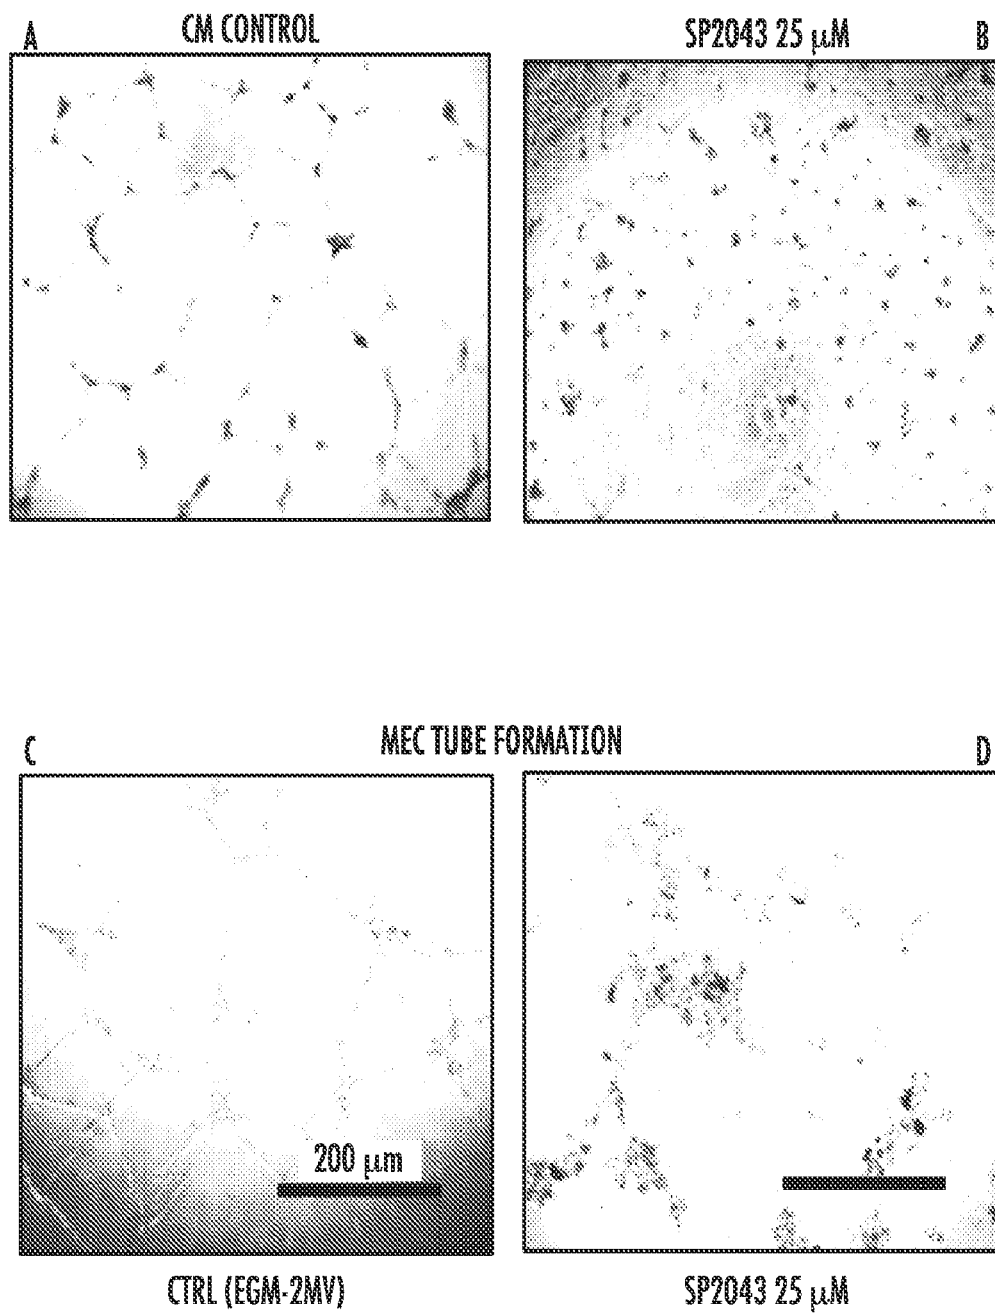 A CM CONTROL SP2043 25 μM B
C MEC TUBE FORMATION D
200 μm
CTRL (EGM-2MV) SP2043 25 μM